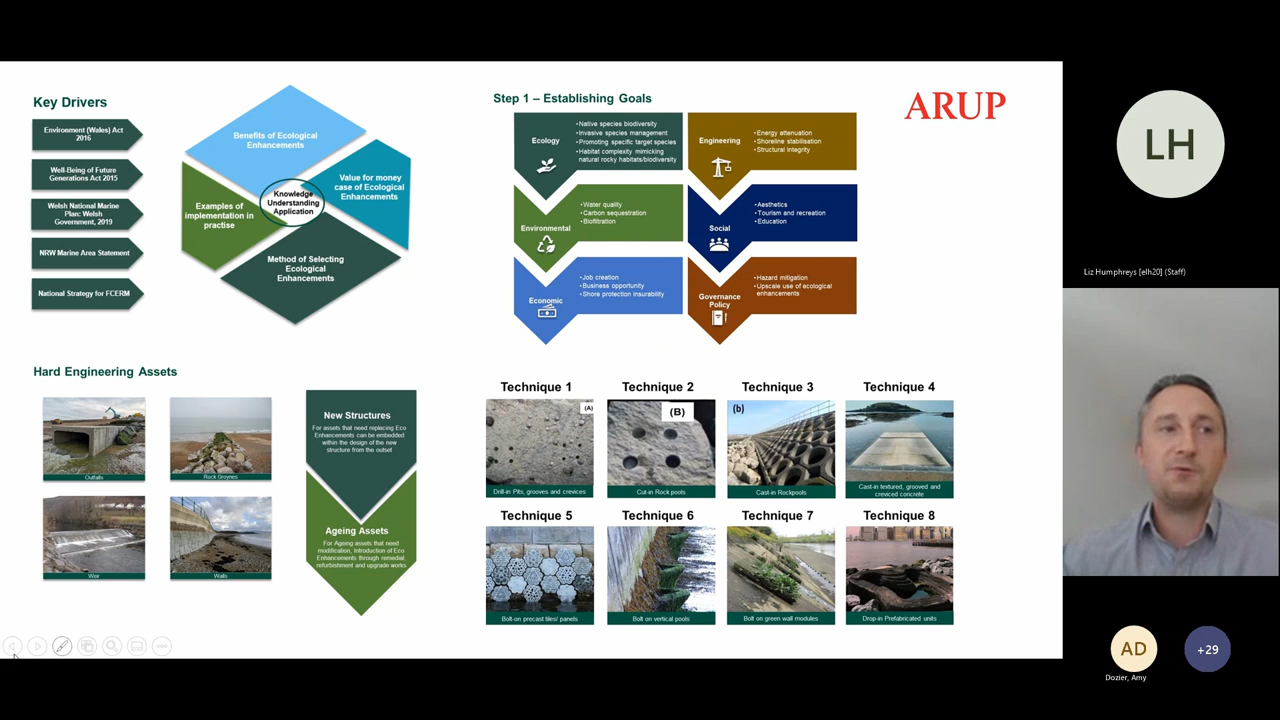 Key Drivers
Environment (Wales) Act
2016
Well-Being of Future
Generations Act 2015
Welsh National Marine
Plan: Welsh
Government, 2019
NRW Marine Area Statement
National Strategy for FCERM
Benefits of Ecological
Enhancements
Value for money
case of Ecological
Enhancements
Knowledge
Understanding
Application
Examples of
implementation in
practise
Method of Selecting
Ecological
Enhancements
Step 1 – Establishing Goals
ARUP
Ecology
•Native species biodiversity
•Invasive species management
•Promoting specific target species
•Habitat complexity mimicking
natural rocky habitats/biodiversity
Engineering
•Energy attenuation
•Shoreline stabilisation
•Structural integrity
Environmental
•Water quality
•Carbon sequestration
•Biofiltration
Social
•Aesthetics
•Tourism and recreation
•Education
Economic
•Job creation
•Business opportunity
•Shore protection insurability
Governance
Policy
•Hazard mitigation
•Upscale use of ecological
enhancements
Hard Engineering Assets
Outfalls
Rock Groynes
Weir
Walls
New Structures
For assets that need replacing Eco
Enhancements can be embedded
within the design of the new
structure from the outset
Ageing Assets
For Ageing assets that need
modification, Introduction of Eco
Enhancements through remedial,
refurbishment and upgrade works
Technique 1
(A)
Drill-in Pits, grooves and crevices
Technique 2
(B)
Cut-in Rock pools
Technique 3
(b)
Cast-in Rockpools
Technique 4
Cast-in textured, grooved and
creviced concrete
Technique 5
Bolt-on precast tiles/ panels
Technique 6
Bolt on vertical pools
Technique 7
Bolt on green wall modules
Technique 8
Drop-in Prefabricated units
LH
Liz Humphreys [elh20] (Staff)
AD
Dozier, Amy
+29